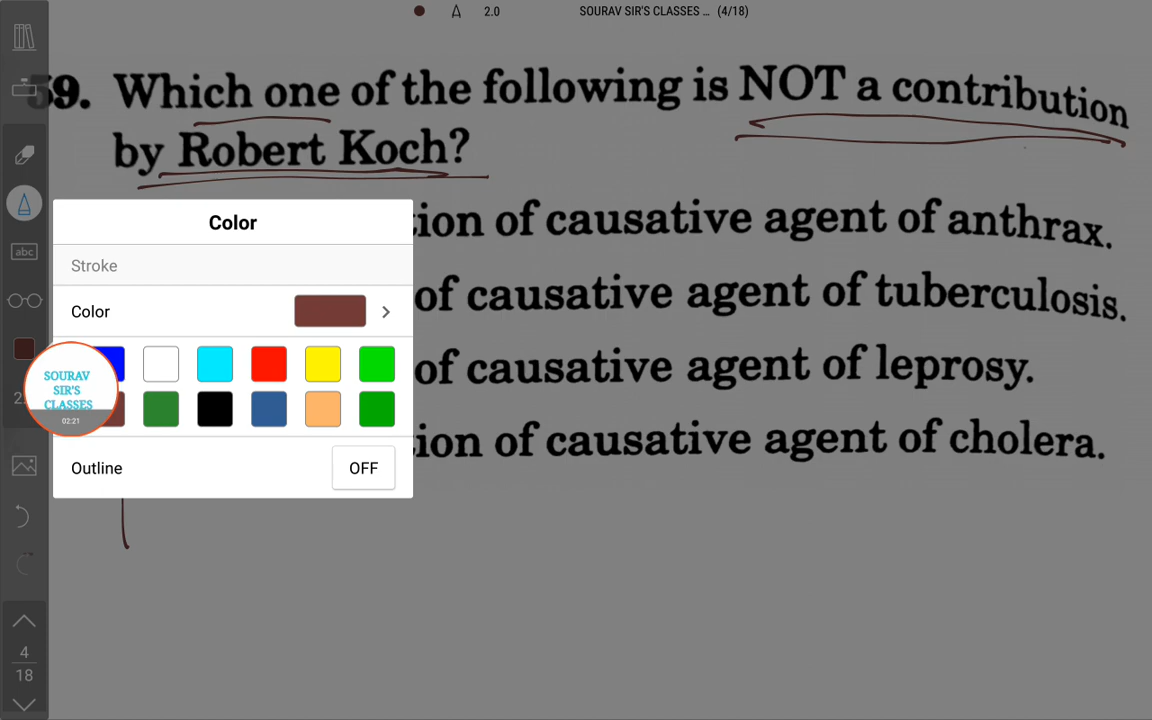 2.0 SOURAV SIR'S CLASSES ... (4/18)
59. Which one of the following is NOT a contribution
by Robert Koch?
tion of causative agent of anthrax.
of causative agent of tuberculosis.
of causative agent of leprosy.
tion of causative agent of cholera.
Color
Stroke
Color
Outline OFF
abc
SOURAV
SIR'S
CLASSES
02:21
4
18